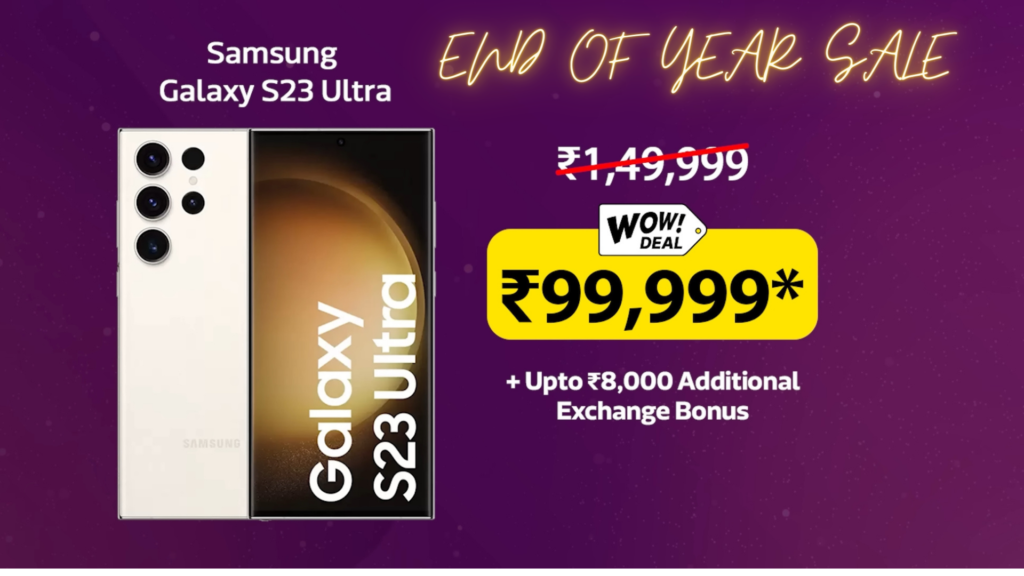 END OF YEAR SALE
Samsung
Galaxy S23 Ultra
SAMSUNG
Galaxy
S23 Ultra
₹1,49,999
WOW!
DEAL
₹99,999*
+ Upto ₹8,000 Additional
Exchange Bonus